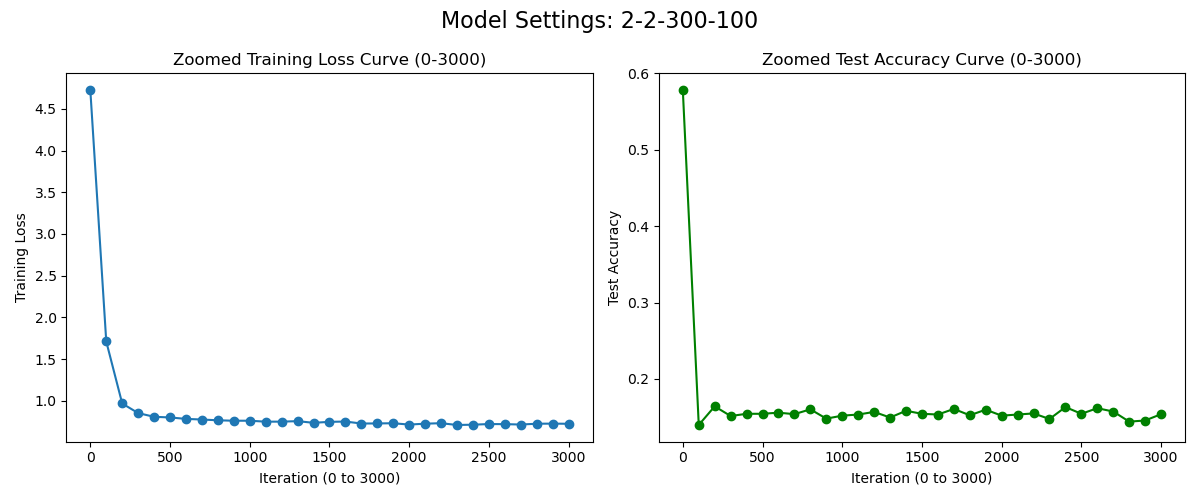 Model Settings: 2-2-300-100
Zoomed Training Loss Curve (0-3000)
4.5
4.0
3.5
3.0
2.5
2.0
1.5
1.0
Training Loss
0 500 1000 1500 2000 2500 3000
Iteration (0 to 3000)
Zoomed Test Accuracy Curve (0-3000)
0.6
0.5
0.4
0.3
0.2
Test Accuracy
0 500 1000 1500 2000 2500 3000
Iteration (0 to 3000)